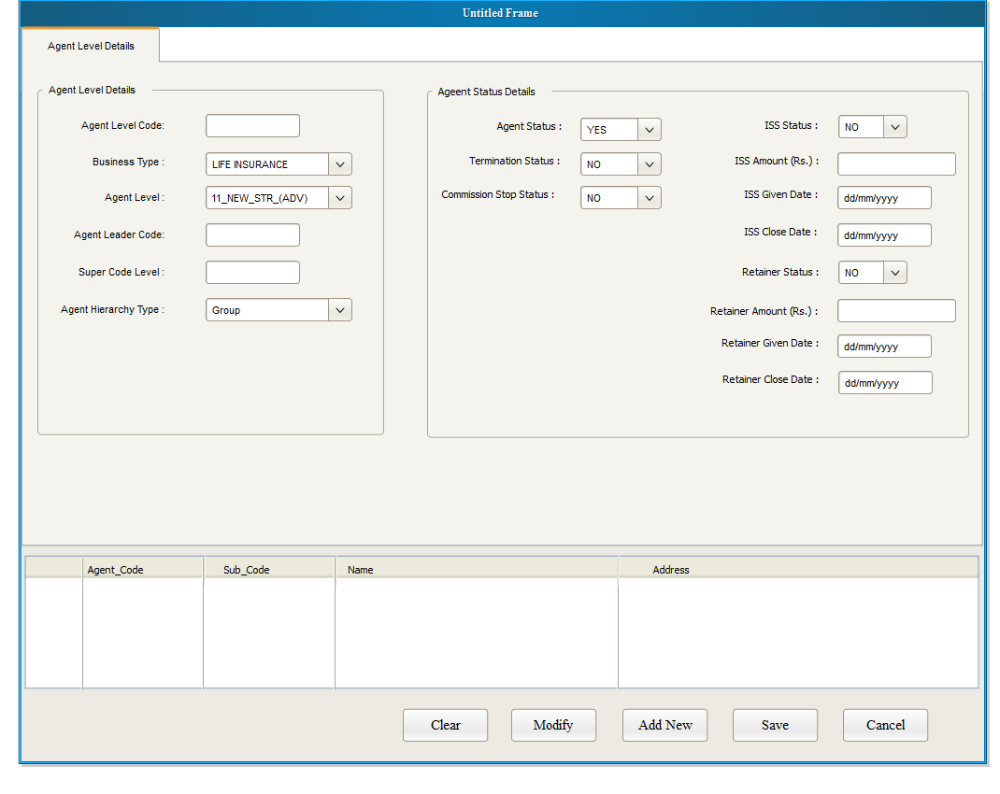 Untitled Frame
Agent Level Details
Agent Level Details
Agent Level Code:
Business Type : LIFE INSURANCE
Agent Level : 11_NEW_STR_(ADV)
Agent Leader Code:
Super Code Level :
Agent Hierarchy Type : Group
Ageent Status Details
Agent Status : YES
Termination Status : NO
Commission Stop Status : NO
ISS Status : NO
ISS Amount (Rs.) :
ISS Given Date : dd/mm/yyyy
ISS Close Date : dd/mm/yyyy
Retainer Status : NO
Retainer Amount (Rs.) :
Retainer Given Date : dd/mm/yyyy
Retainer Close Date : dd/mm/yyyy
Agent_Code Sub_Code Name Address
Clear Modify Add New Save Cancel